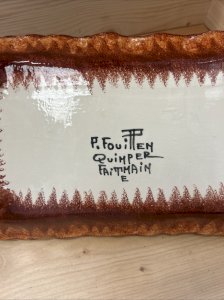 P. FOUILLEN
QUIMPER
FAIT MAIN
E